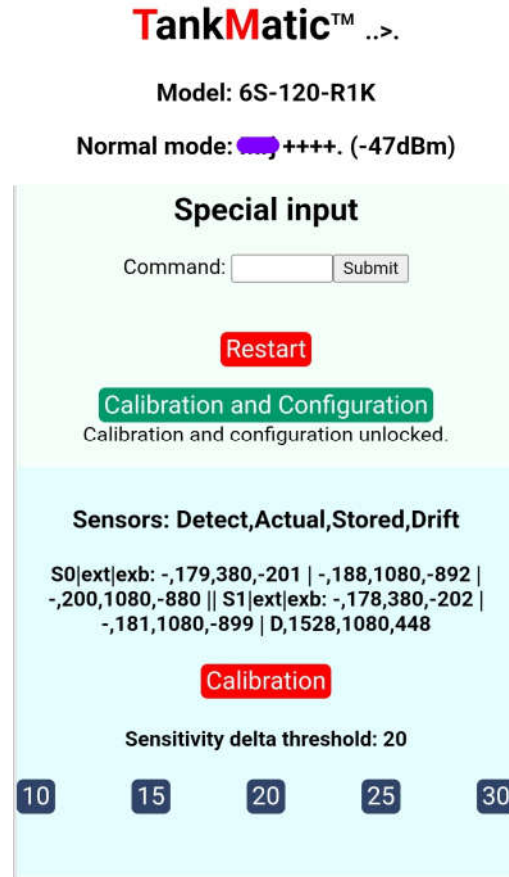 TankMatic™ ..>.
Model: 6S-120-R1K
Normal mode: ++++. (-47dBm)
Special input
Command:
Submit
Restart
Calibration and Configuration
Calibration and configuration unlocked.
Sensors: Detect,Actual,Stored,Drift
S0|ext|exb: -,179,380,-201 | -,188,1080,-892 |
-,200,1080,-880 || S1|ext|exb: -,178,380,-202 |
-,181,1080,-899 | D,1528,1080,448
Calibration
Sensitivity delta threshold: 20
10 15 20 25 30